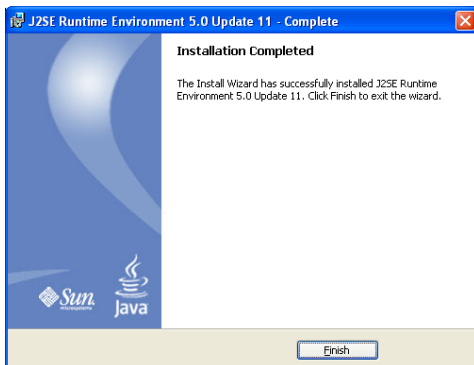 J2SE Runtime Environment 5.0 Update 11 - Complete
Installation Completed
The Install Wizard has successfully installed J2SE Runtime
Environment 5.0 Update 11. Click Finish to exit the wizard.
Sun
microsystems
Java
Finish